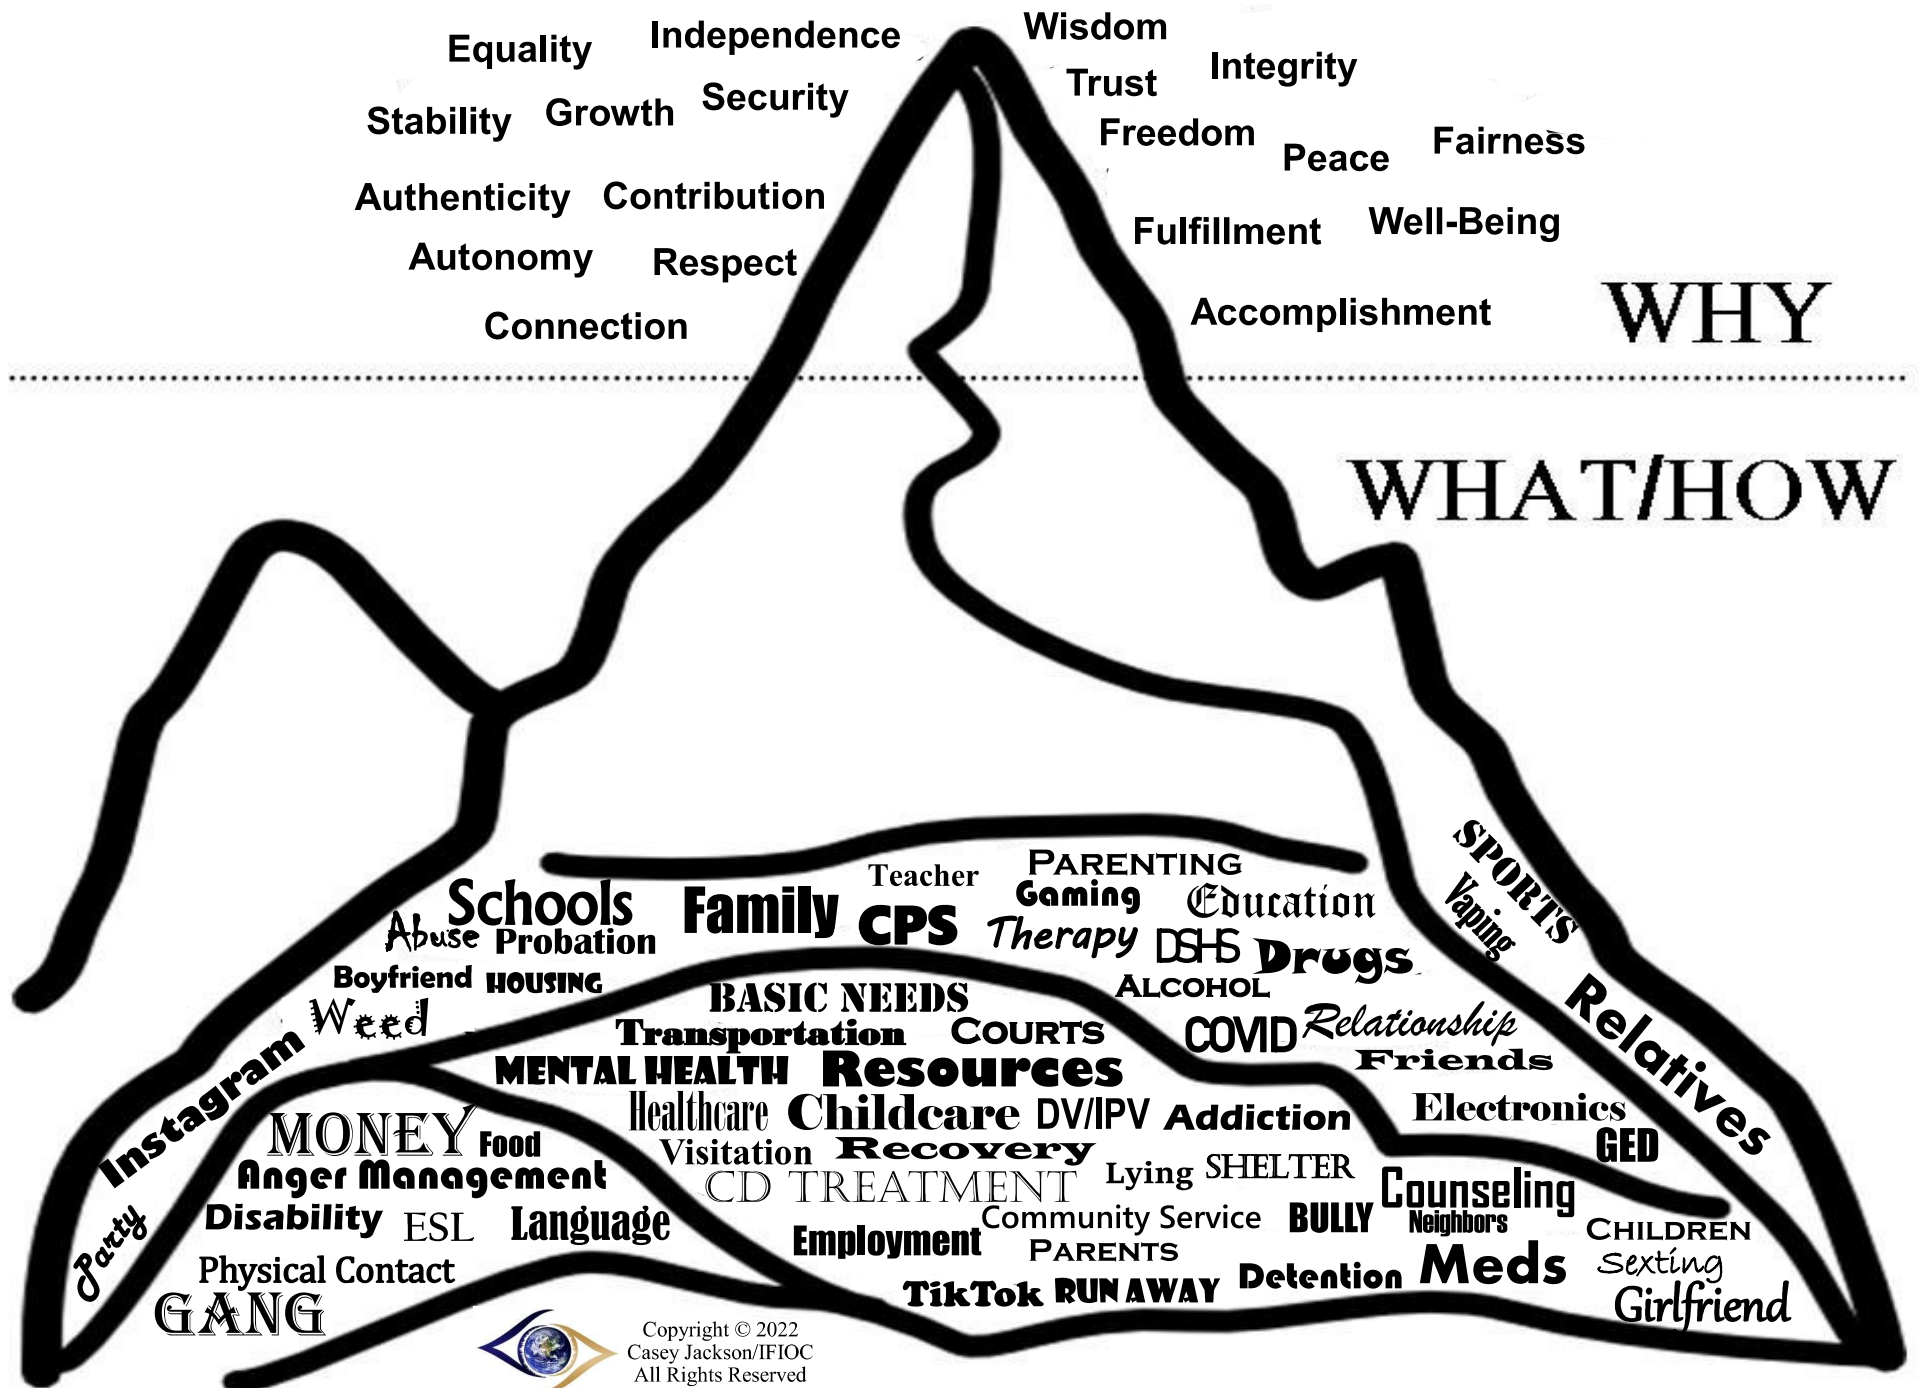 Equality
Independence
Stability
Growth
Security
Authenticity
Contribution
Autonomy
Respect
Connection
Wisdom
Trust
Integrity
Freedom
Peace
Fairness
Fulfillment
Well-Being
Accomplishment
WHY
WHAT/HOW
Schools
Abuse
Probation
Boyfriend
HOUSING
Weed
Instagram
Party
Family
Teacher
CPS
PARENTING
Gaming
Therapy
Education
DSHS
Drugs
ALCOHOL
COVID
Relationship
Friends
Electronics
GED
SPORTS
Vaping
Relatives
BASIC NEEDS
Transportation
COURTS
MENTAL HEALTH
Resources
Healthcare
Childcare
DV/IPV
Addiction
Visitation
Recovery
CD TREATMENT
Lying
SHELTER
Counseling
Community Service
BULLY
Neighbors
Employment
PARENTS
CHILDREN
TikTok
RUN AWAY
Detention
Meds
Sexting
Girlfriend
MONEY
Food
Anger Management
Disability
ESL
Language
Physical Contact
GANG
Copyright © 2022
Casey Jackson/IFIOC
All Rights Reserved